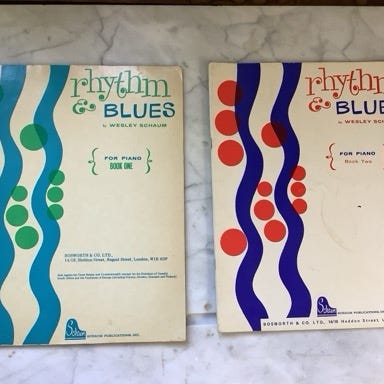 rhythm
& BLUES
by WESLEY SCHAUM
FOR PIANO
BOOK ONE
BOSWORTH & CO. LTD.,
14/18, Heddon Street, Regent Street, London, W1R 8DP
Schaum
SCHAUM PUBLICATIONS, INC.
rhythm
& BLUE
by WESLEY SCHAUM
FOR PIANO
Book Two
Schaum
SCHAUM PUBLICATIONS, INC.
BOSWORTH & CO. LTD., 14/18 Heddon Street,